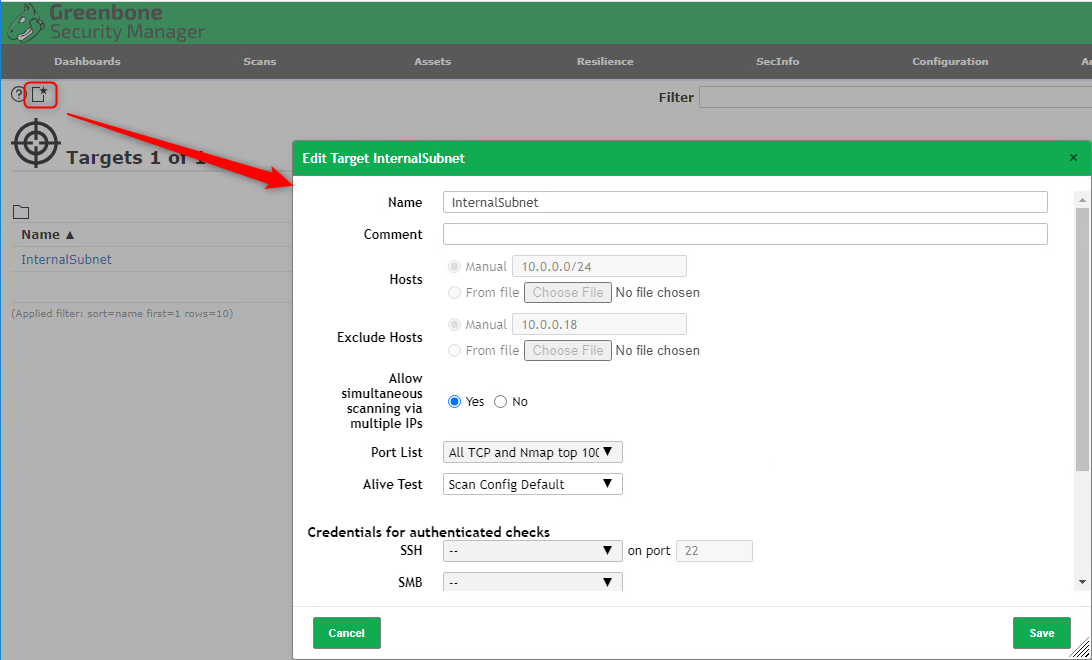 Greenbone
Security Manager
Dashboards Scans Assets Resilience SecInfo Configuration
Filter
Targets 1 of 1
Name ▲
InternalSubnet
(Applied filter: sort=name first=1 rows=10)
Edit Target InternalSubnet ×
Name InternalSubnet
Comment
Hosts
Manual 10.0.0.0/24
From file Choose File No file chosen
Exclude Hosts
Manual 10.0.0.18
From file Choose File No file chosen
Allow
simultaneous
scanning via
multiple IPs
Yes No
Port List All TCP and Nmap top 100 ▼
Alive Test Scan Config Default ▼
Credentials for authenticated checks
SSH -- ▼ on port 22
SMB -- ▼
Cancel Save